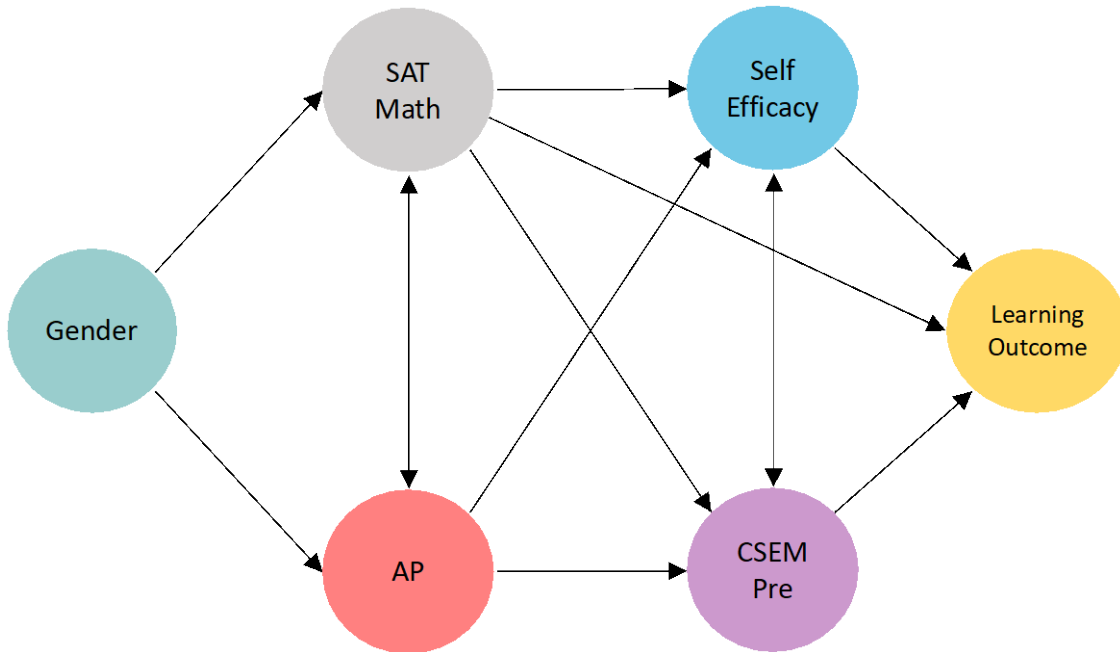 SAT
Math
Self
Efficacy
Gender
Learning
Outcome
AP
CSEM
Pre